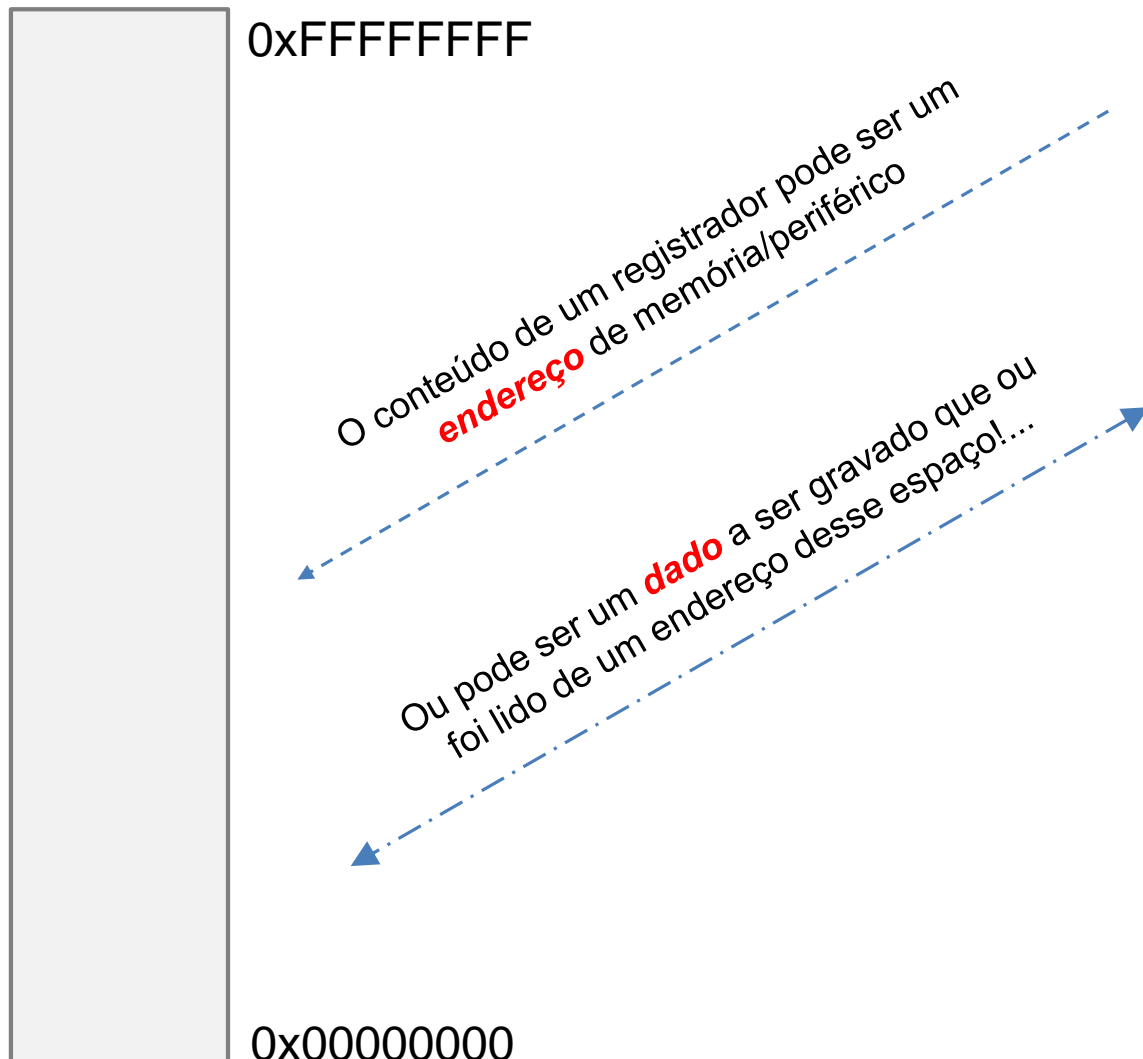 0xFFFFFFFF
O conteúdo de um registrador pode ser um
endereço de memória/periférico
Ou pode ser um dado a ser gravado que ou
foi lido de um endereço desse espaço!...
0x00000000